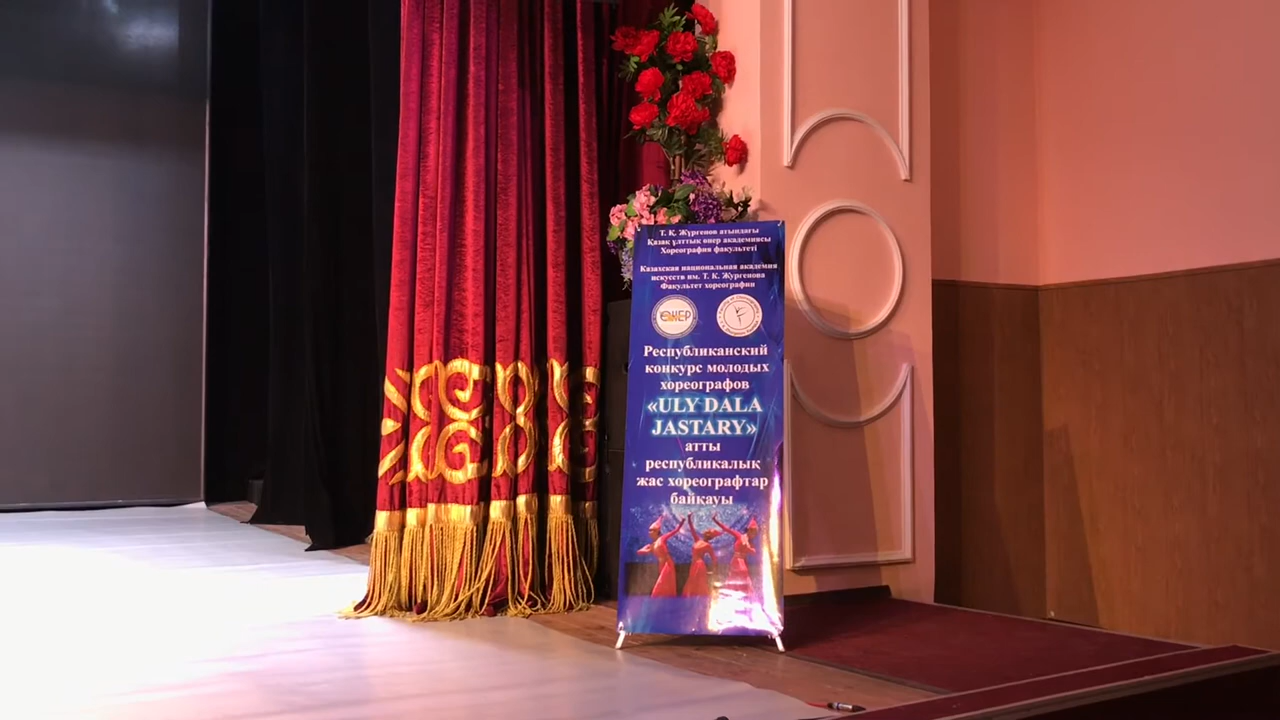 Т. Қ. Жүргенов атындағы
Қазақ ұлттық өнер академиясы
Хореография факультеті
Казахская национальная академия
искусств им. Т. К. Жургенова
Факультет хореографии
ӨНЕР
Республиканский
конкурс молодых
хореографов
«ULY DALA
JASTARY»
атты
республикалық
жас хореографтар
байқауы